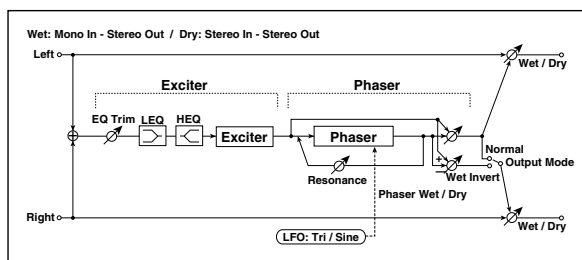 Wet: Mono In - Stereo Out / Dry: Stereo In - Stereo Out
Left
Wet / Dry
Exciter
Phaser
EQ Trim
LEQ
HEQ
Exciter
Phaser
Normal
Output Mode
+
–
Wet Invert
Resonance
Phaser Wet / Dry
Right
Wet / Dry
LFO: Tri / Sine